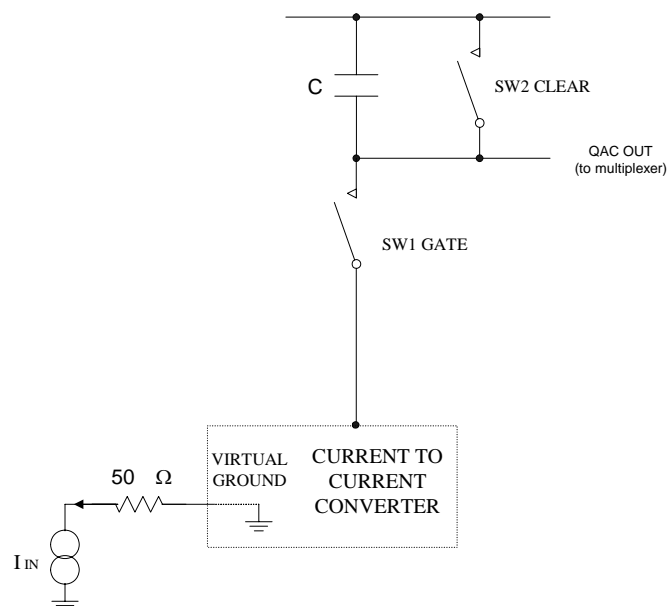 C
SW2 CLEAR
QAC OUT
(to multiplexer)
SW1 GATE
VIRTUAL
GROUND
CURRENT TO
CURRENT
CONVERTER
50 Ω
I IN